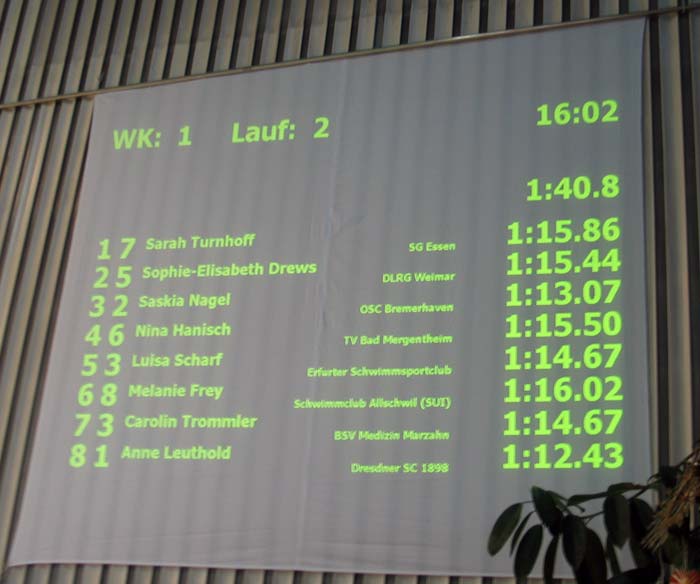 WK: 1 Lauf: 2 16:02
1:40.8
1 7 Sarah Turnhoff SG Essen 1:15.86
2 5 Sophie-Elisabeth Drews DLRG Weimar 1:15.44
3 2 Saskia Nagel OSC Bremerhaven 1:13.07
4 6 Nina Hanisch TV Bad Mergentheim 1:15.50
5 3 Luisa Scharf Erfurter Schwimmsportclub 1:14.67
6 8 Melanie Frey Schwimmclub Allschwil (SUI) 1:16.02
7 3 Carolin Trommler BSV Medizin Marzahn 1:14.67
8 1 Anne Leuthold Dresdner SC 1898 1:12.43